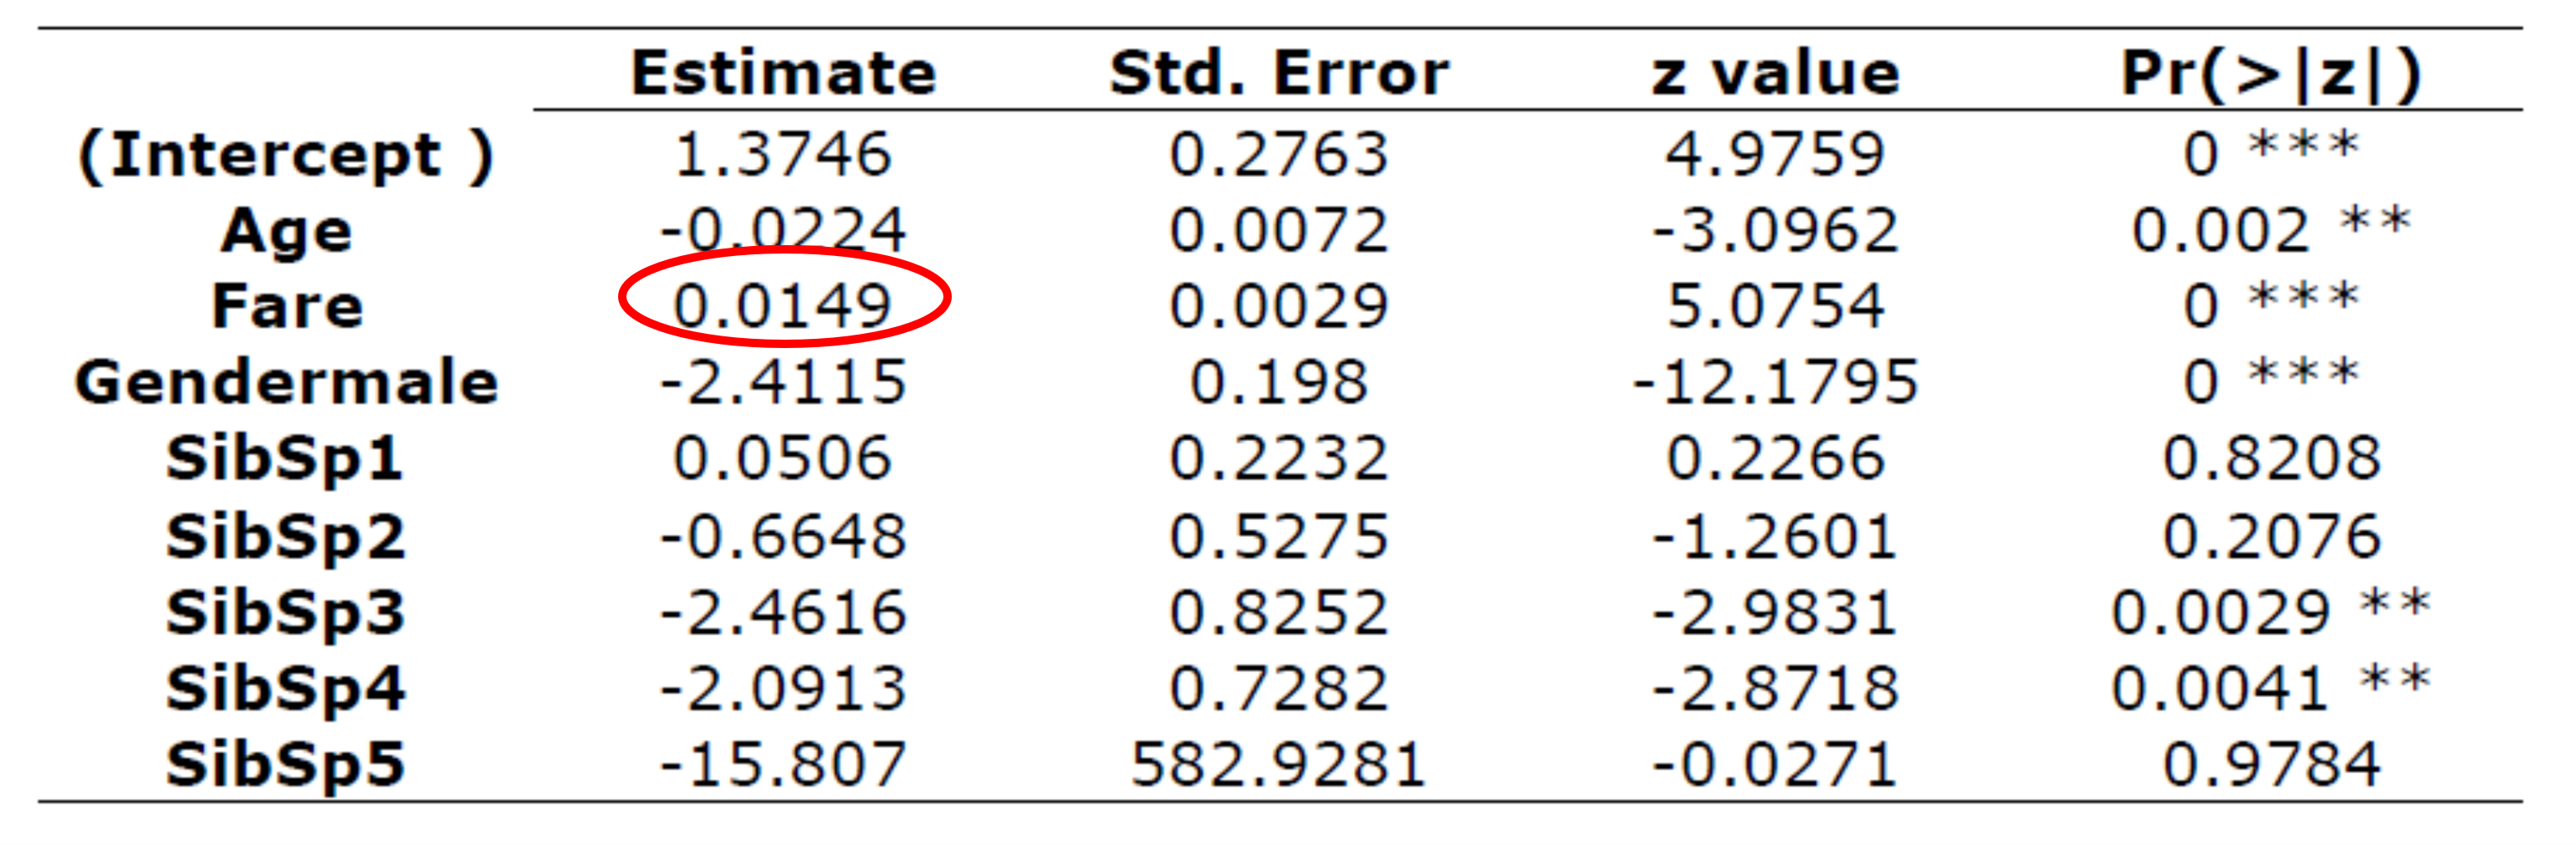 Estimate Std. Error z value Pr(>|z|)
(Intercept ) 1.3746 0.2763 4.9759 0 ***
Age -0.0224 0.0072 -3.0962 0.002 **
Fare 0.0149 0.0029 5.0754 0 ***
Gendermale -2.4115 0.198 -12.1795 0 ***
SibSp1 0.0506 0.2232 0.2266 0.8208
SibSp2 -0.6648 0.5275 -1.2601 0.2076
SibSp3 -2.4616 0.8252 -2.9831 0.0029 **
SibSp4 -2.0913 0.7282 -2.8718 0.0041 **
SibSp5 -15.807 582.9281 -0.0271 0.9784